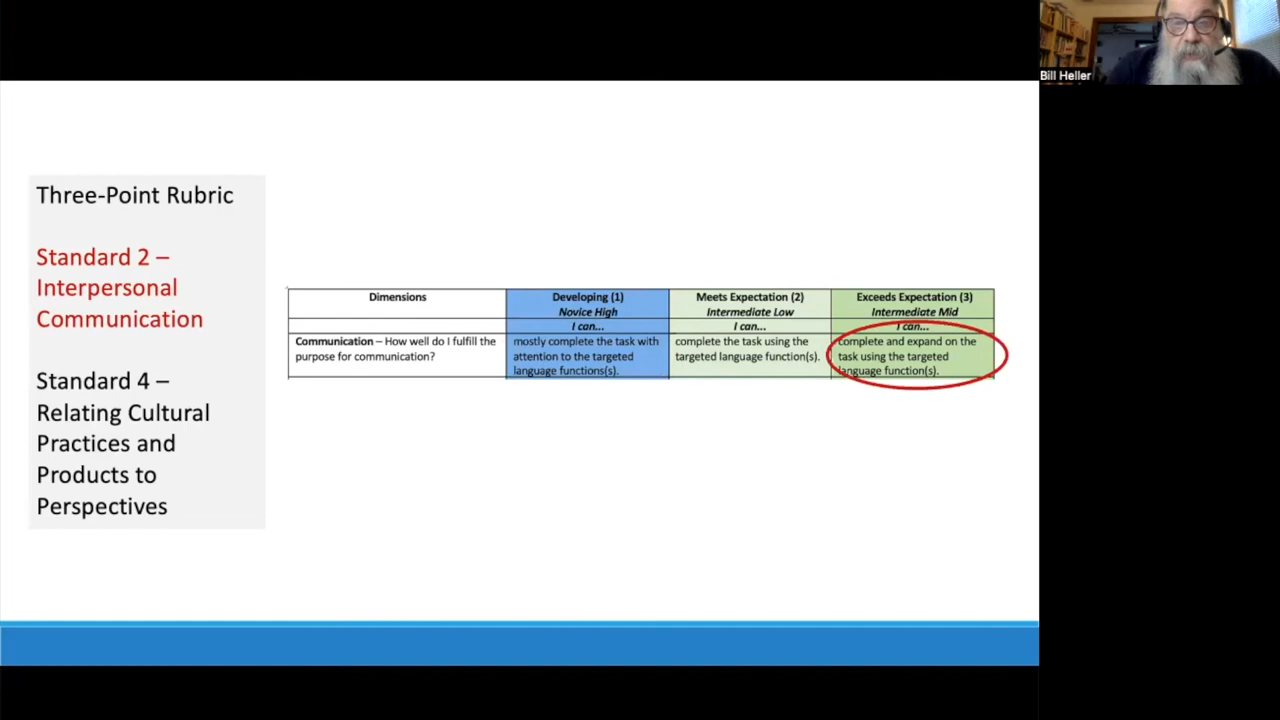 Bill Heller
Three-Point Rubric
Standard 2 –
Interpersonal
Communication
Standard 4 –
Relating Cultural
Practices and
Products to
Perspectives
Dimensions
Developing (1)
Novice High
Meets Expectation (2)
Intermediate Low
Exceeds Expectation (3)
Intermediate Mid
I can...
I can...
I can...
Communication – How well do I fulfill the
purpose for communication?
mostly complete the task with
attention to the targeted
language functions(s).
complete the task using the
targeted language function(s).
complete and expand on the
task using the targeted
language function(s).